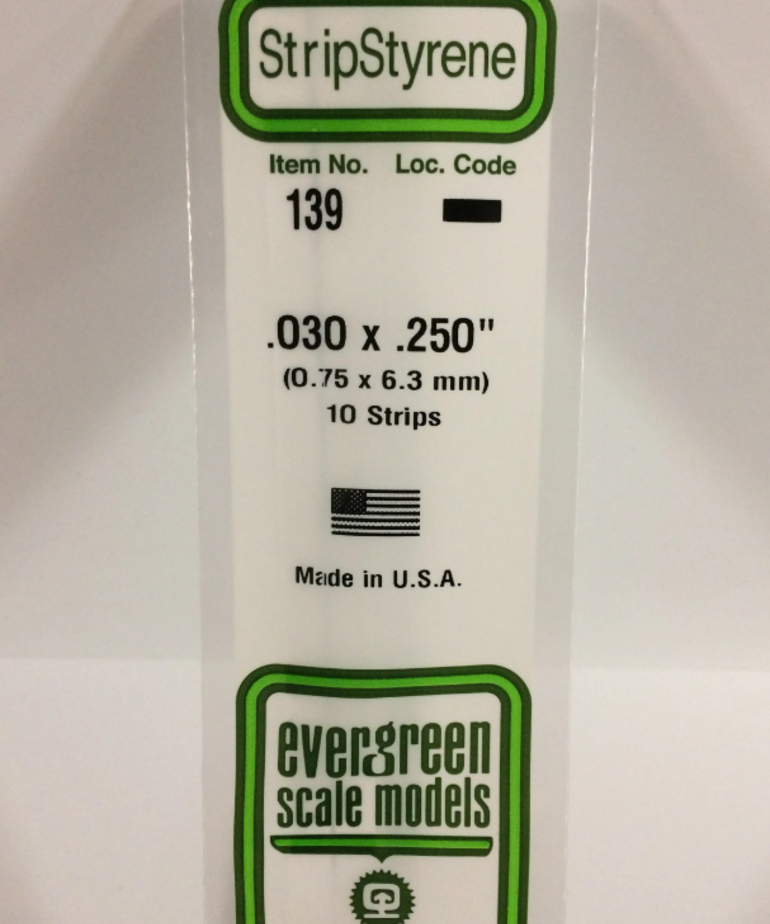 StripStyrene
Item No. Loc. Code
139
.030 x .250"
(0.75 x 6.3 mm)
10 Strips
Made in U.S.A.
evergreen
scale models